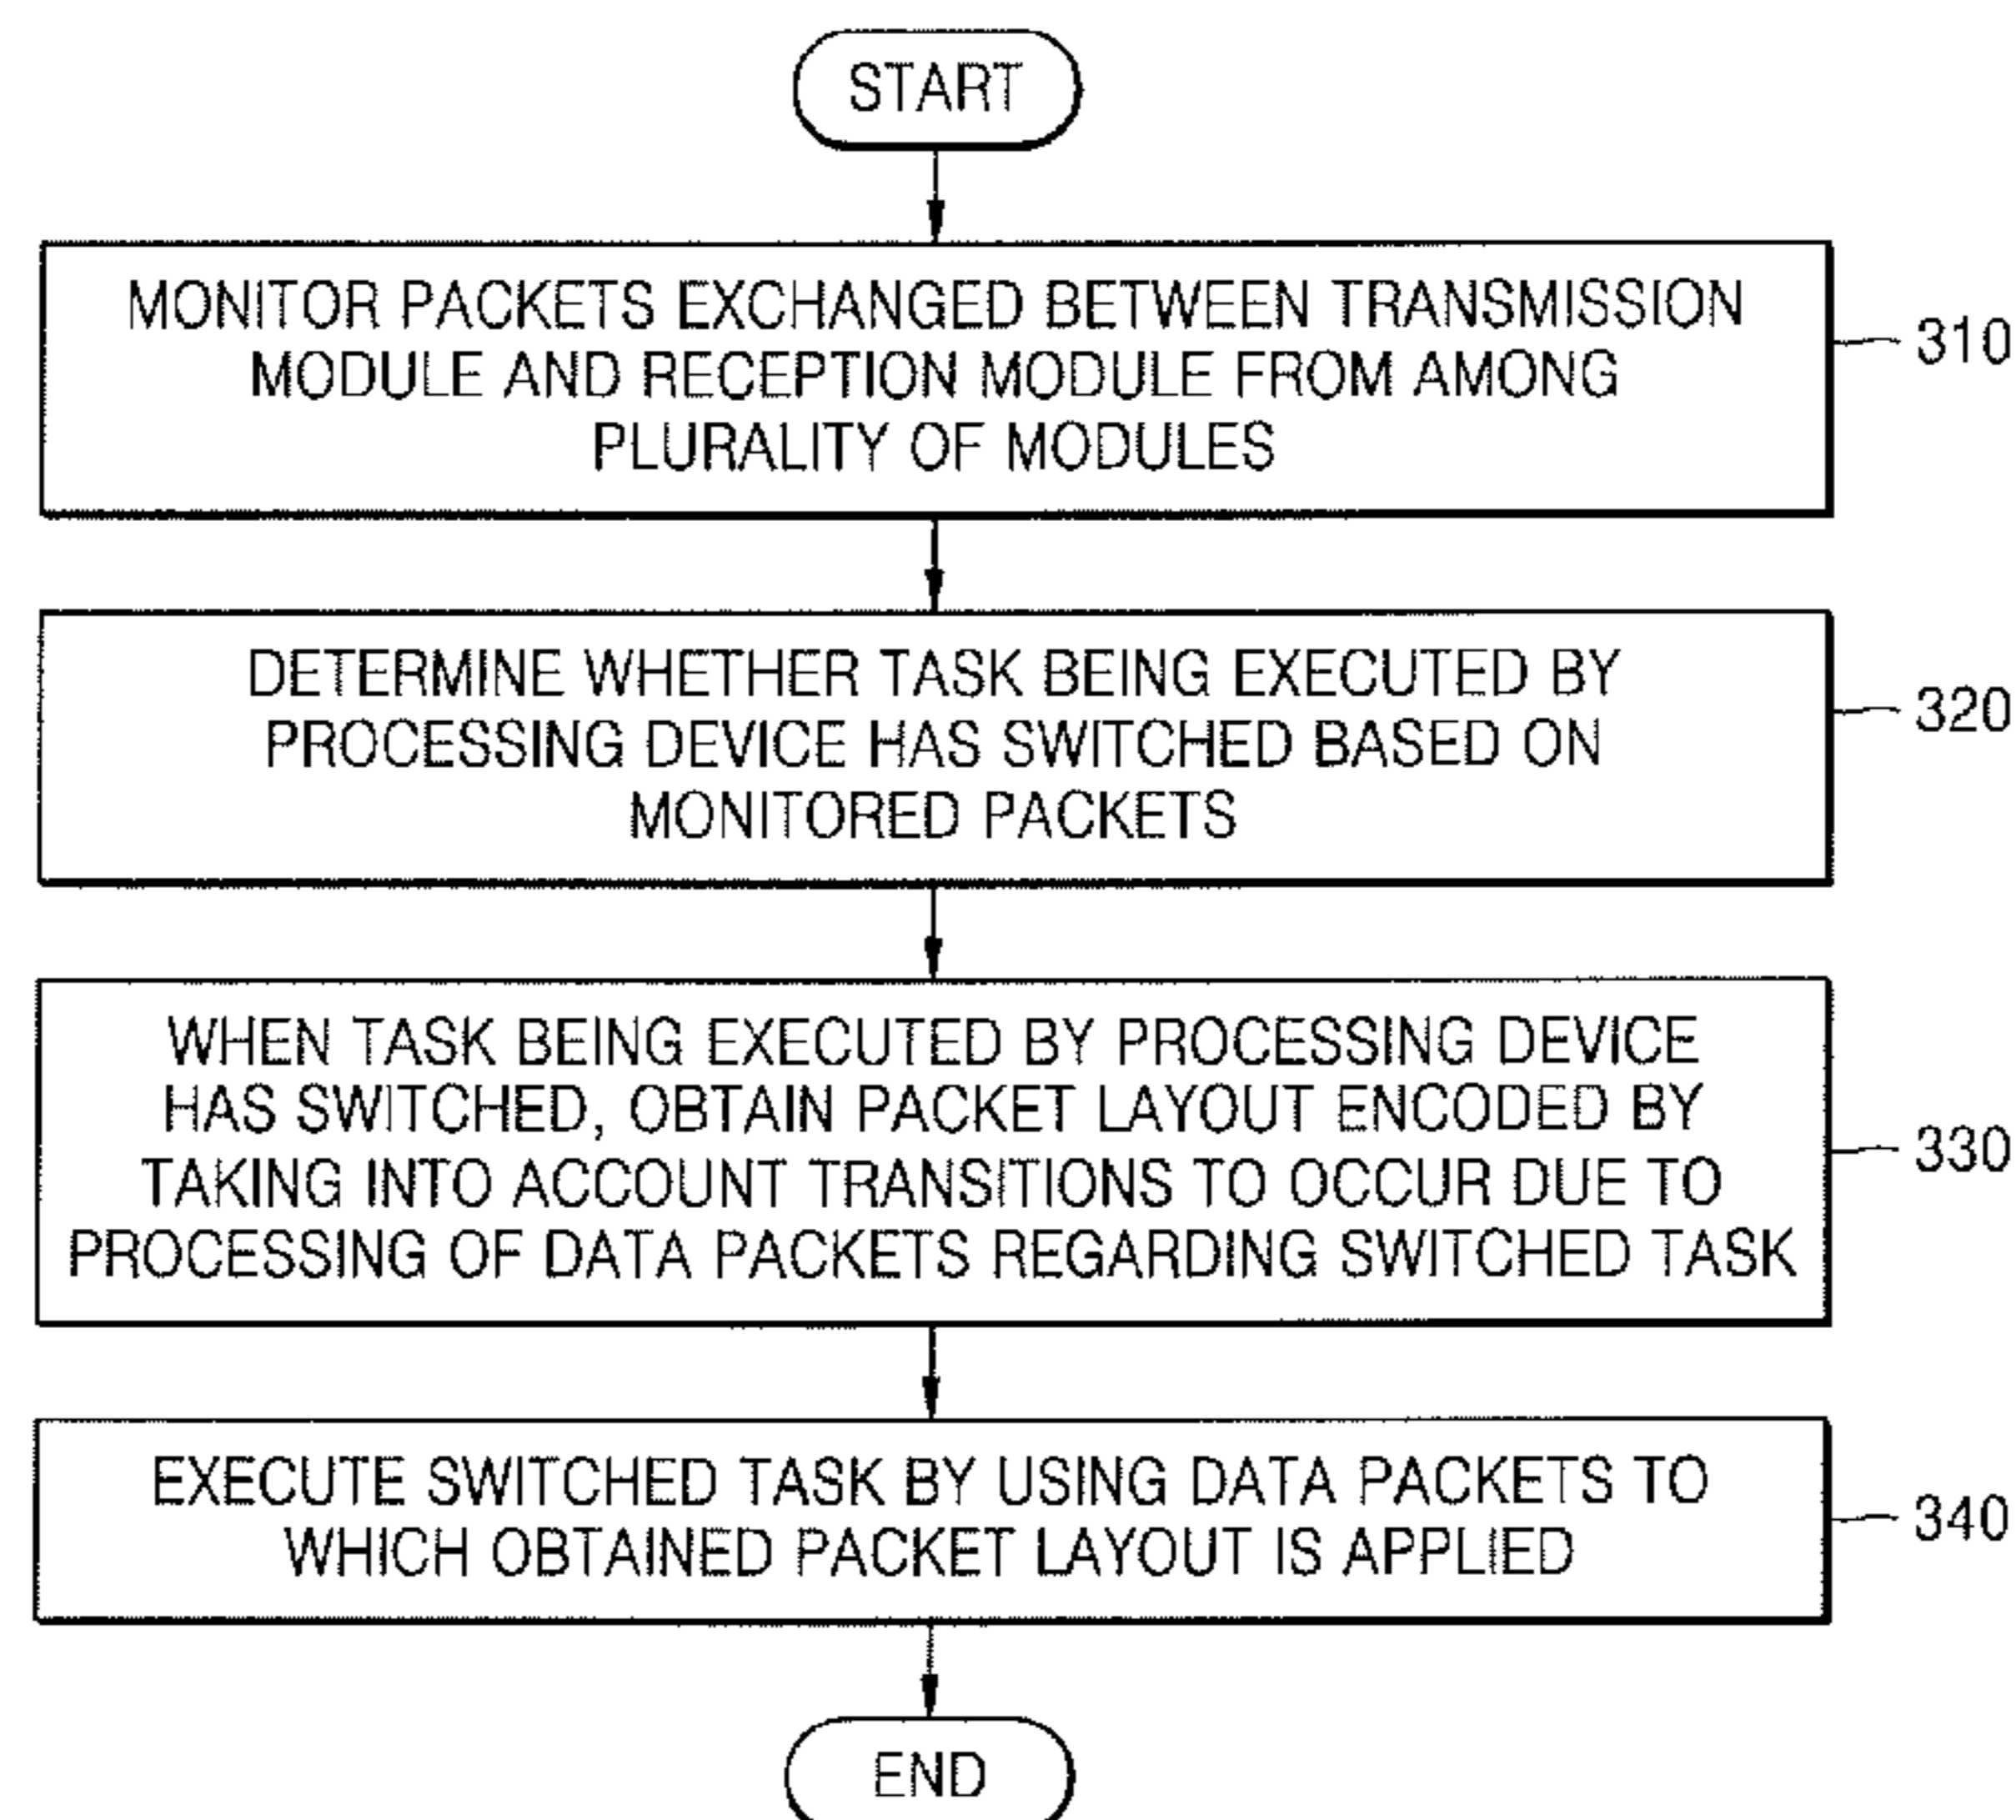 START
MONITOR PACKETS EXCHANGED BETWEEN TRANSMISSION
MODULE AND RECEPTION MODULE FROM AMONG
PLURALITY OF MODULES
310
DETERMINE WHETHER TASK BEING EXECUTED BY
PROCESSING DEVICE HAS SWITCHED BASED ON
MONITORED PACKETS
320
WHEN TASK BEING EXECUTED BY PROCESSING DEVICE
HAS SWITCHED, OBTAIN PACKET LAYOUT ENCODED BY
TAKING INTO ACCOUNT TRANSITIONS TO OCCUR DUE TO
PROCESSING OF DATA PACKETS REGARDING SWITCHED TASK
330
EXECUTE SWITCHED TASK BY USING DATA PACKETS TO
WHICH OBTAINED PACKET LAYOUT IS APPLIED
340
END